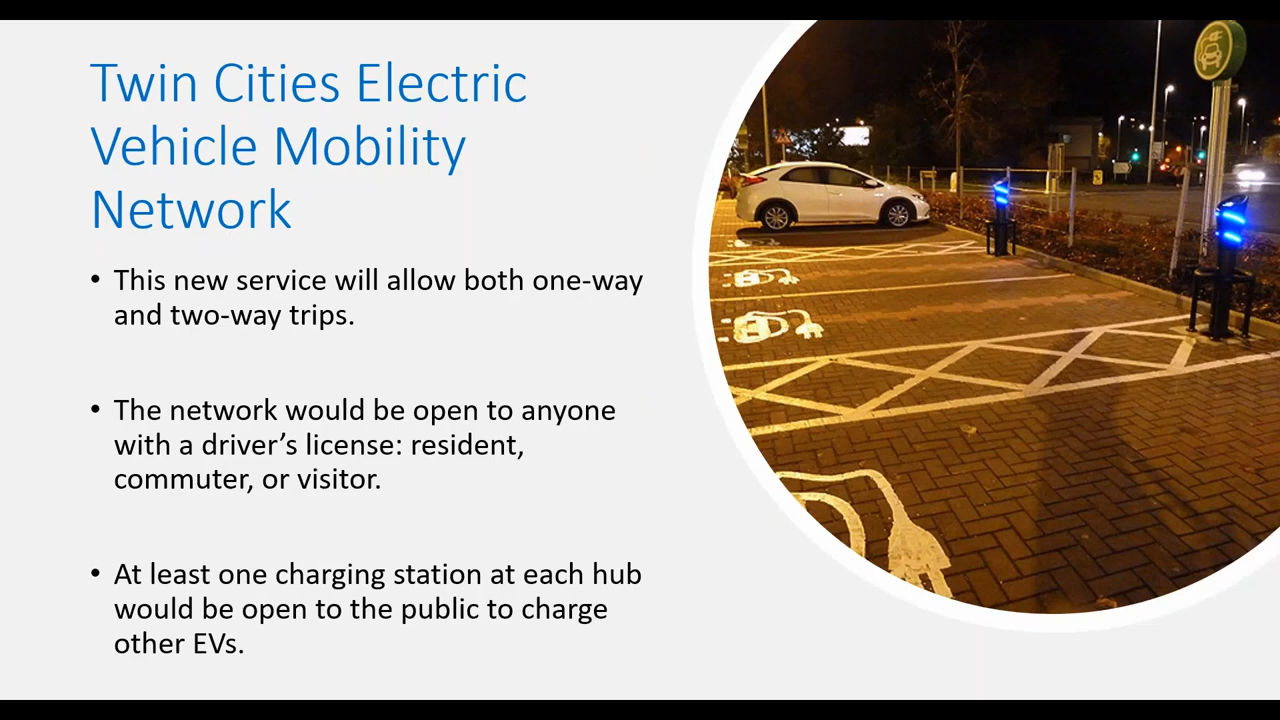 Twin Cities Electric
Vehicle Mobility
Network
• This new service will allow both one-way
and two-way trips.
• The network would be open to anyone
with a driver's license: resident,
commuter, or visitor.
• At least one charging station at each hub
would be open to the public to charge
other EVs.